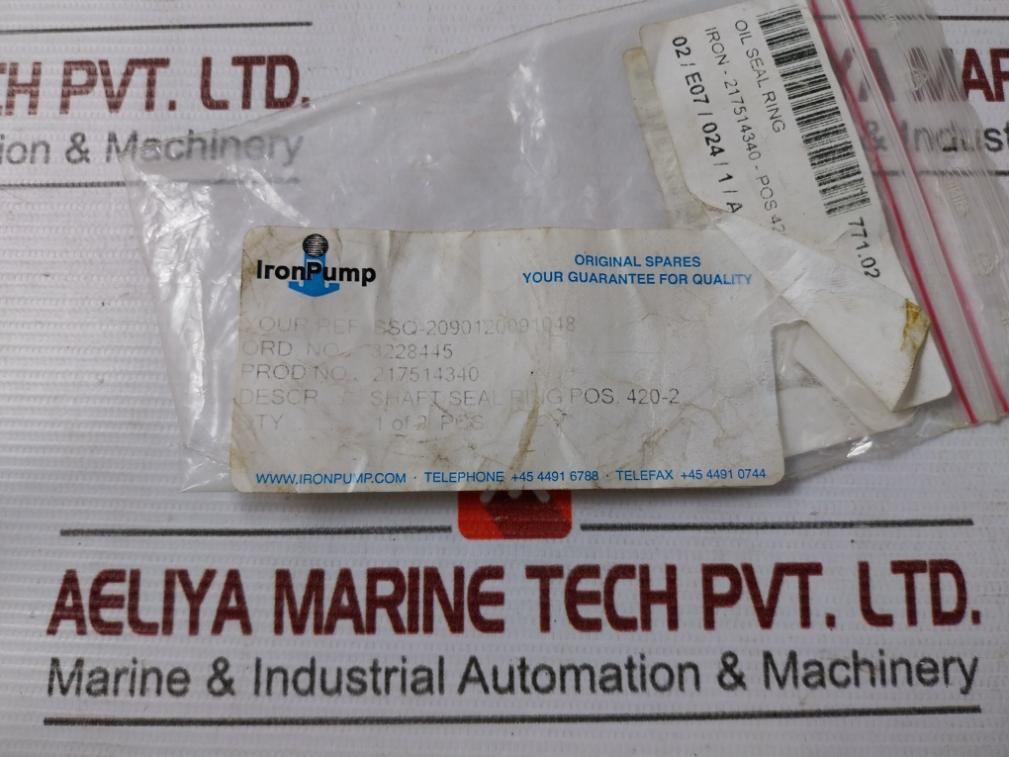 TECH PVT. LTD.
ion & Machinery
OIL SEAL RING
IRON - 217514340 - POS 42
02 / E07 / 024 / 1 / A
771.02
IronPump
ORIGINAL SPARES
YOUR GUARANTEE FOR QUALITY
YOUR REF. SSO-2090120091048
ORD. NO. 3228445
PROD NO. 217514340
DESCR. SHAFT SEAL RING POS. 420-2
QTY 1 of 2 PCS
WWW.IRONPUMP.COM · TELEPHONE +45 4491 6788 · TELEFAX +45 4491 0744
AELIYA MARINE TECH PVT. LTD.
Marine & Industrial Automation & Machinery